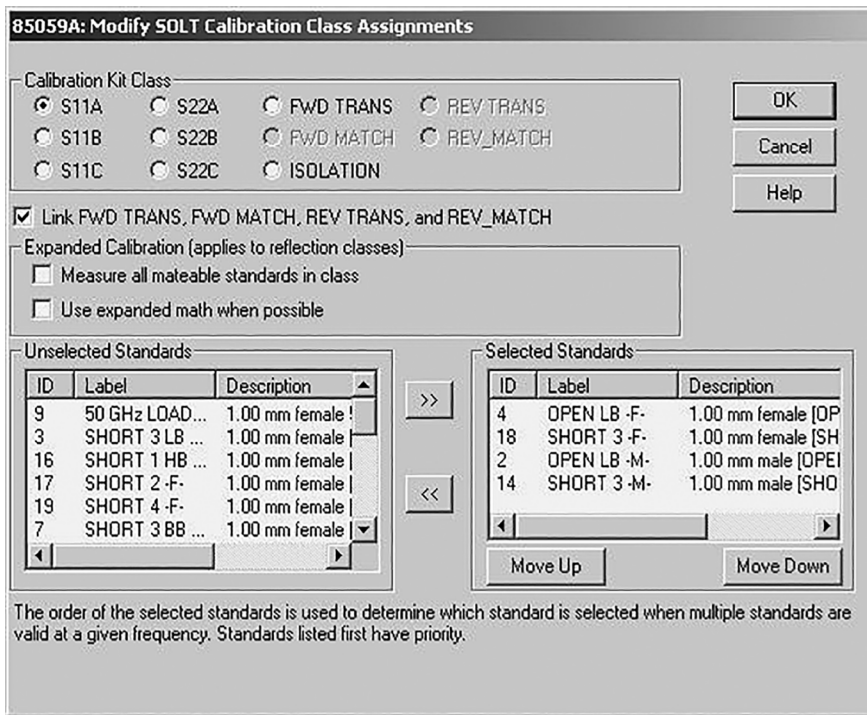 85059A: Modify SOLT Calibration Class Assignments
Calibration Kit Class
S11A S22A FWD TRANS REV TRANS
S11B S22B FWD MATCH REV_MATCH
S11C S22C ISOLATION
OK
Cancel
Help
Link FWD TRANS, FWD MATCH, REV TRANS, and REV_MATCH
Expanded Calibration (applies to reflection classes)
Measure all mateable standards in class
Use expanded math when possible
Unselected Standards
ID Label Description
9 50 GHz LOAD... 1.00 mm female
3 SHORT 3 LB ... 1.00 mm female [
16 SHORT 1 HB ... 1.00 mm female [
17 SHORT 2 -F- 1.00 mm female [
19 SHORT 4 -F- 1.00 mm female [
7 SHORT 3 BB ... 1.00 mm female [
>>
<<
Selected Standards
ID Label Description
4 OPEN LB -F- 1.00 mm female [OP
18 SHORT 3 -F- 1.00 mm female [SH
2 OPEN LB -M- 1.00 mm male [OPE
14 SHORT 3 -M- 1.00 mm male [SHO
Move Up
Move Down
The order of the selected standards is used to determine which standard is selected when multiple standards are
valid at a given frequency. Standards listed first have priority.